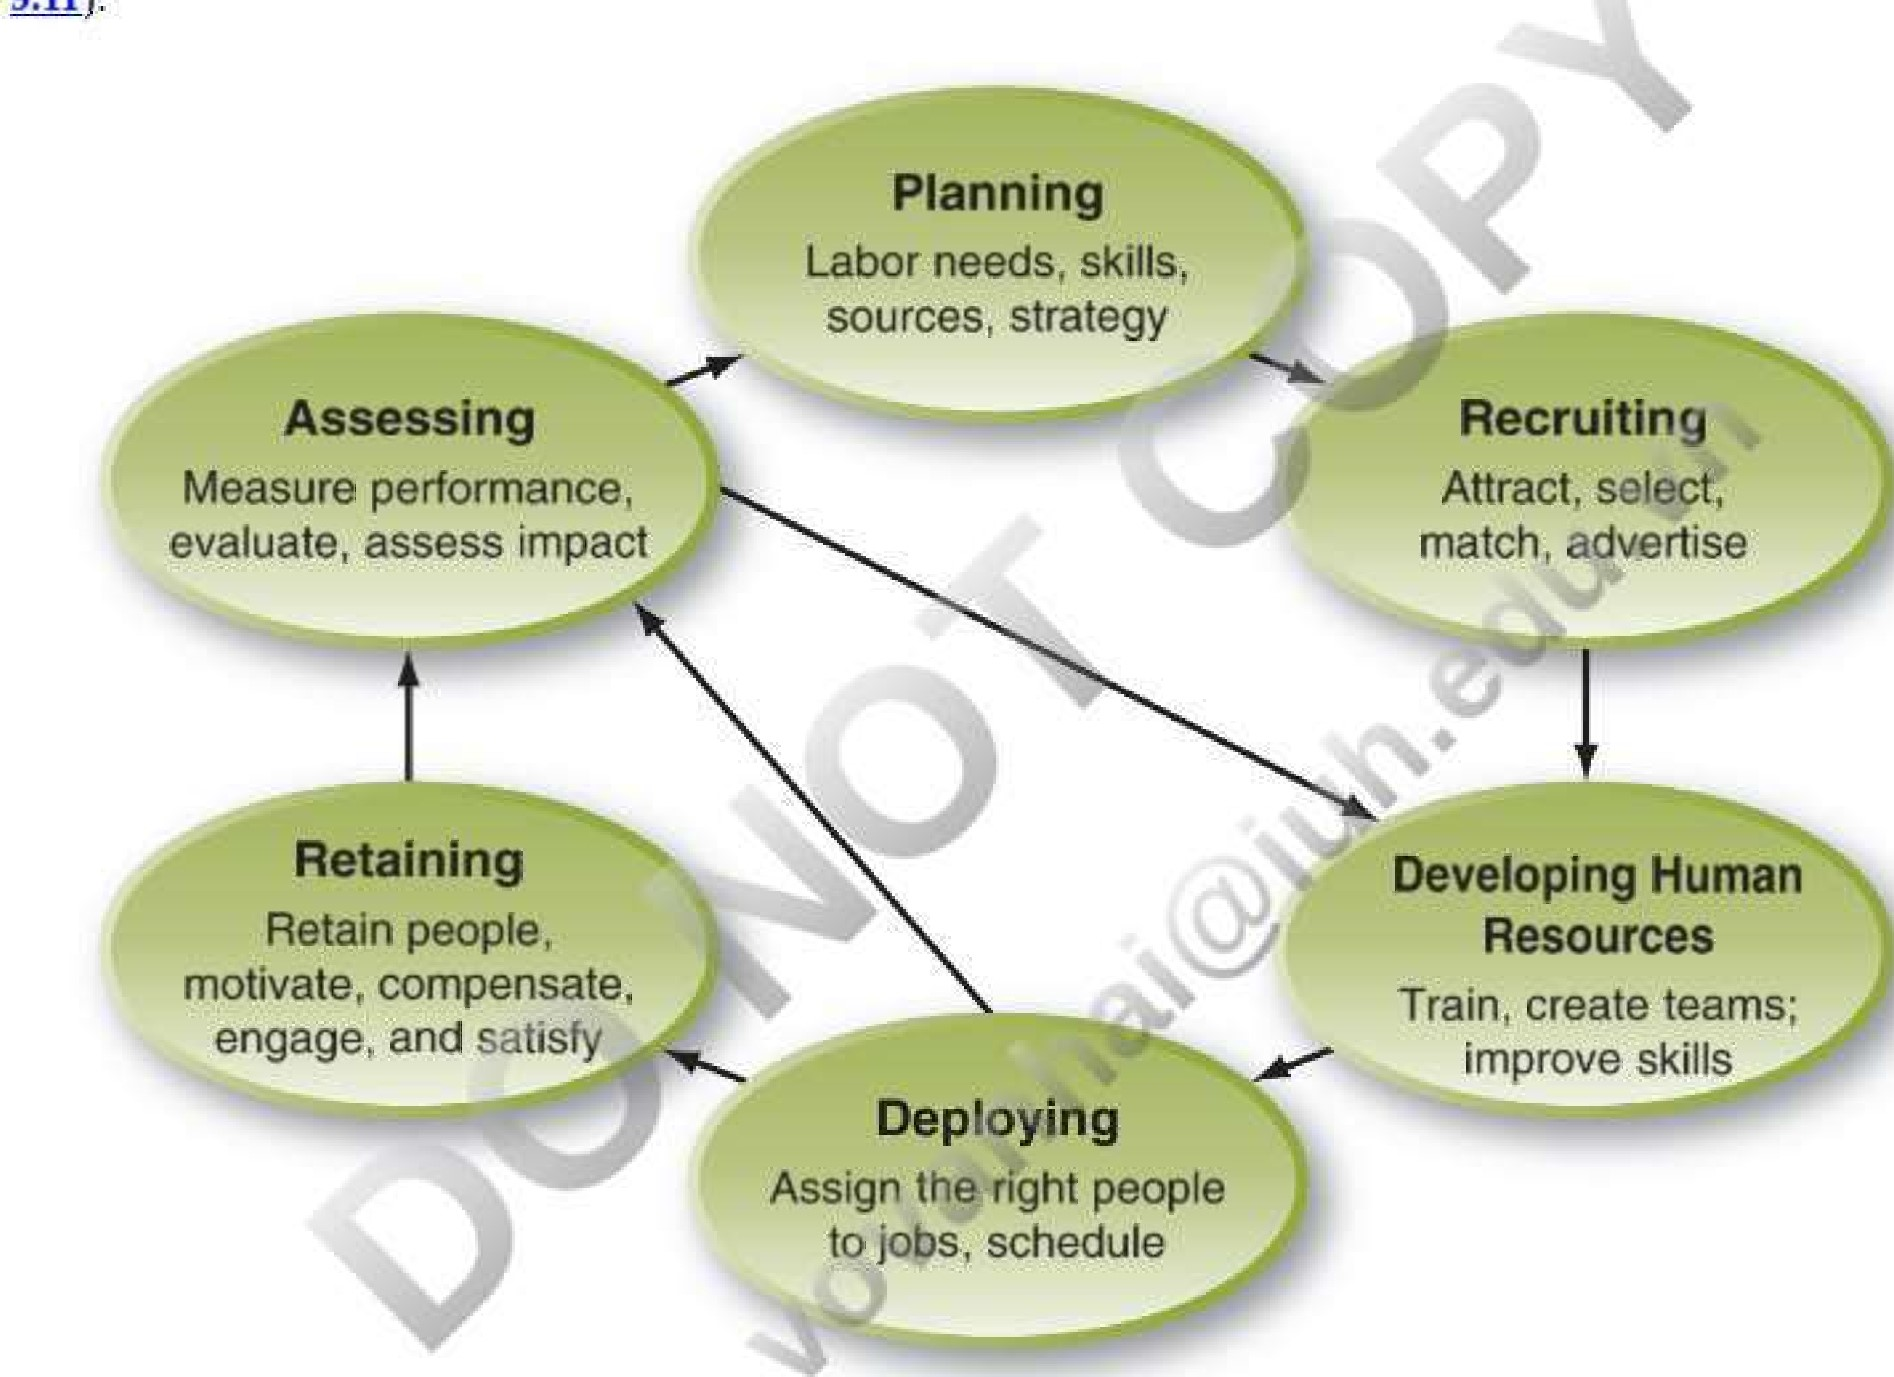 5.11).
Planning
Labor needs, skills,
sources, strategy
Assessing
Measure performance,
evaluate, assess impact
Recruiting
Attract, select,
match, advertise
Retaining
Retain people,
motivate, compensate,
engage, and satisfy
Developing Human
Resources
Train, create teams;
improve skills
Deploying
Assign the right people
to jobs, schedule
DO NOT COPY